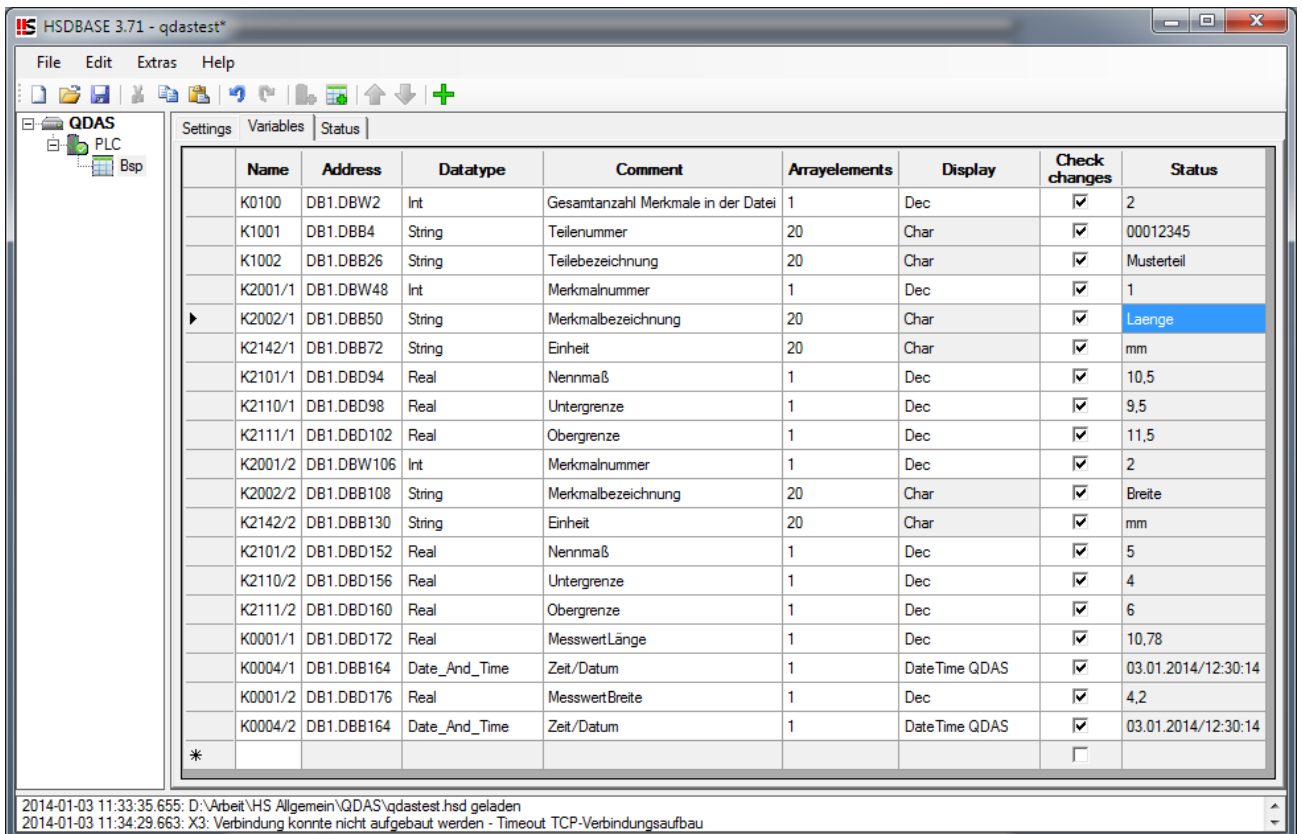 HSDBASE 3.71 - qdastest*
File Edit Extras Help
QDAS
PLC
Bsp
Settings Variables Status
Name Address Datatype Comment Arrayelements Display Check changes Status
K0100 DB1.DBW2 Int Gesamtanzahl Merkmale in der Datei 1 Dec 2
K1001 DB1.DBB4 String Teilenummer 20 Char 00012345
K1002 DB1.DBB26 String Teilebezeichnung 20 Char Musterteil
K2001/1 DB1.DBW48 Int Merkmalnummer 1 Dec 1
K2002/1 DB1.DBB50 String Merkmalbezeichnung 20 Char Laenge
K2142/1 DB1.DBB72 String Einheit 20 Char mm
K2101/1 DB1.DBD94 Real Nennmaß 1 Dec 10,5
K2110/1 DB1.DBD98 Real Untergrenze 1 Dec 9,5
K2111/1 DB1.DBD102 Real Obergrenze 1 Dec 11,5
K2001/2 DB1.DBW106 Int Merkmalnummer 1 Dec 2
K2002/2 DB1.DBB108 String Merkmalbezeichnung 20 Char Breite
K2142/2 DB1.DBB130 String Einheit 20 Char mm
K2101/2 DB1.DBD152 Real Nennmaß 1 Dec 5
K2110/2 DB1.DBD156 Real Untergrenze 1 Dec 4
K2111/2 DB1.DBD160 Real Obergrenze 1 Dec 6
K0001/1 DB1.DBD172 Real MesswertLänge 1 Dec 10,78
K0004/1 DB1.DBB164 Date_And_Time Zeit/Datum 1 DateTime QDAS 03.01.2014/12:30:14
K0001/2 DB1.DBD176 Real MesswertBreite 1 Dec 4,2
K0004/2 DB1.DBB164 Date_And_Time Zeit/Datum 1 DateTime QDAS 03.01.2014/12:30:14
2014-01-03 11:33:35.655: D:\Arbeit\HS Allgemein\QDAS\qdastest.hsd geladen
2014-01-03 11:34:29.663: X3: Verbindung konnte nicht aufgebaut werden - Timeout TCP-Verbindungsaufbau